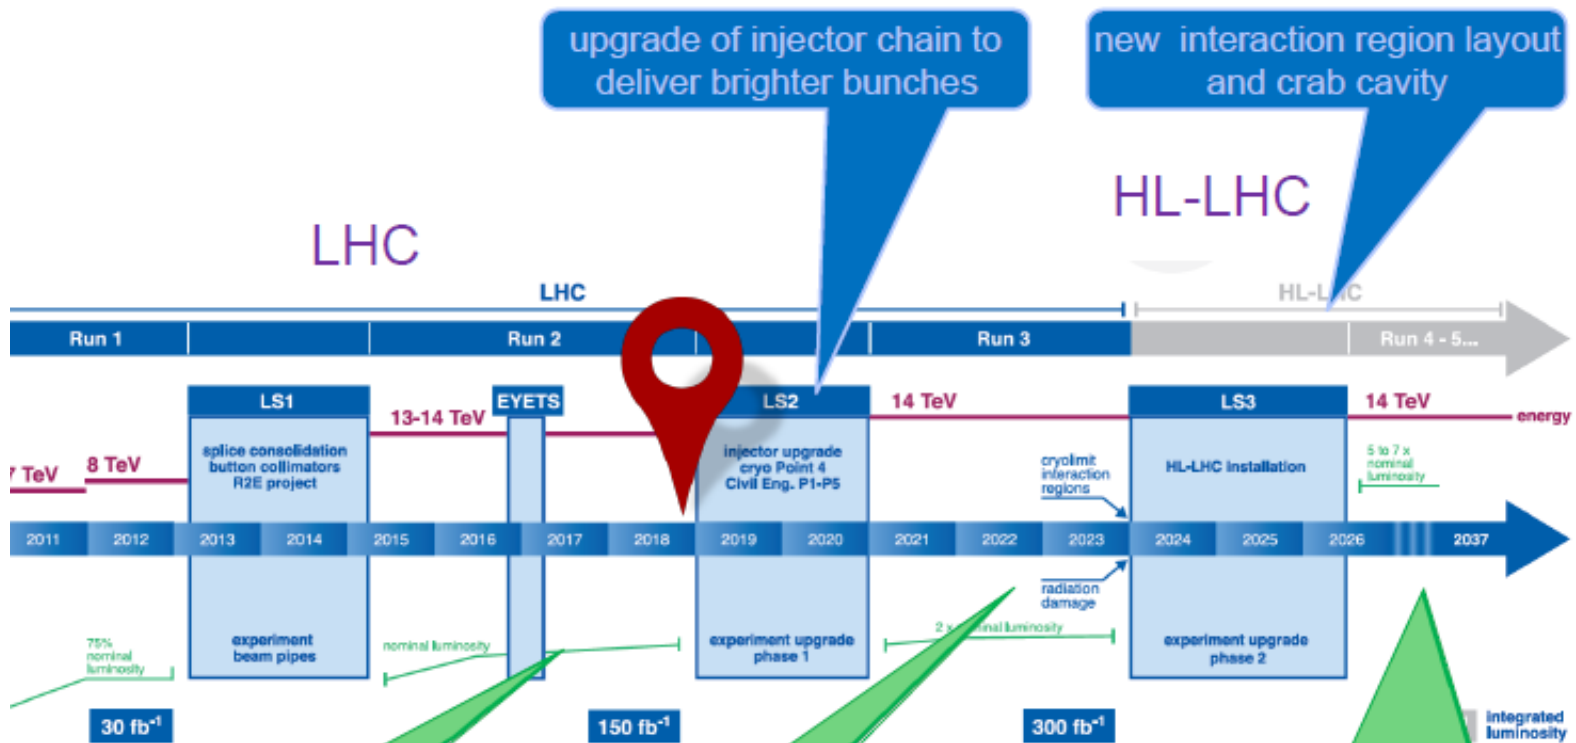 upgrade of injector chain to
deliver brighter bunches
new interaction region layout
and crab cavity
LHC
HL-LHC
LHC
Run 1
Run 2
Run 3
Run 4 - 5...
LS1
EYETS
LS2
LS3
13-14 TeV
14 TeV
14 TeV
energy
7 TeV
8 TeV
splice consolidation
button collimators
R2E project
injector upgrade
cryo Point 4
Civil Eng. P1-P5
cryolimit
interaction
regions
HL-LHC installation
5 to 7 x
nominal
luminosity
2011
2012
2013
2014
2015
2016
2017
2018
2019
2020
2021
2022
2023
2024
2025
2026
2037
radiation
damage
75%
nominal
luminosity
experiment
beam pipes
nominal luminosity
experiment upgrade
phase 1
luminosity
experiment upgrade
phase 2
30 fb⁻¹
150 fb⁻¹
300 fb⁻¹
integrated
luminosity